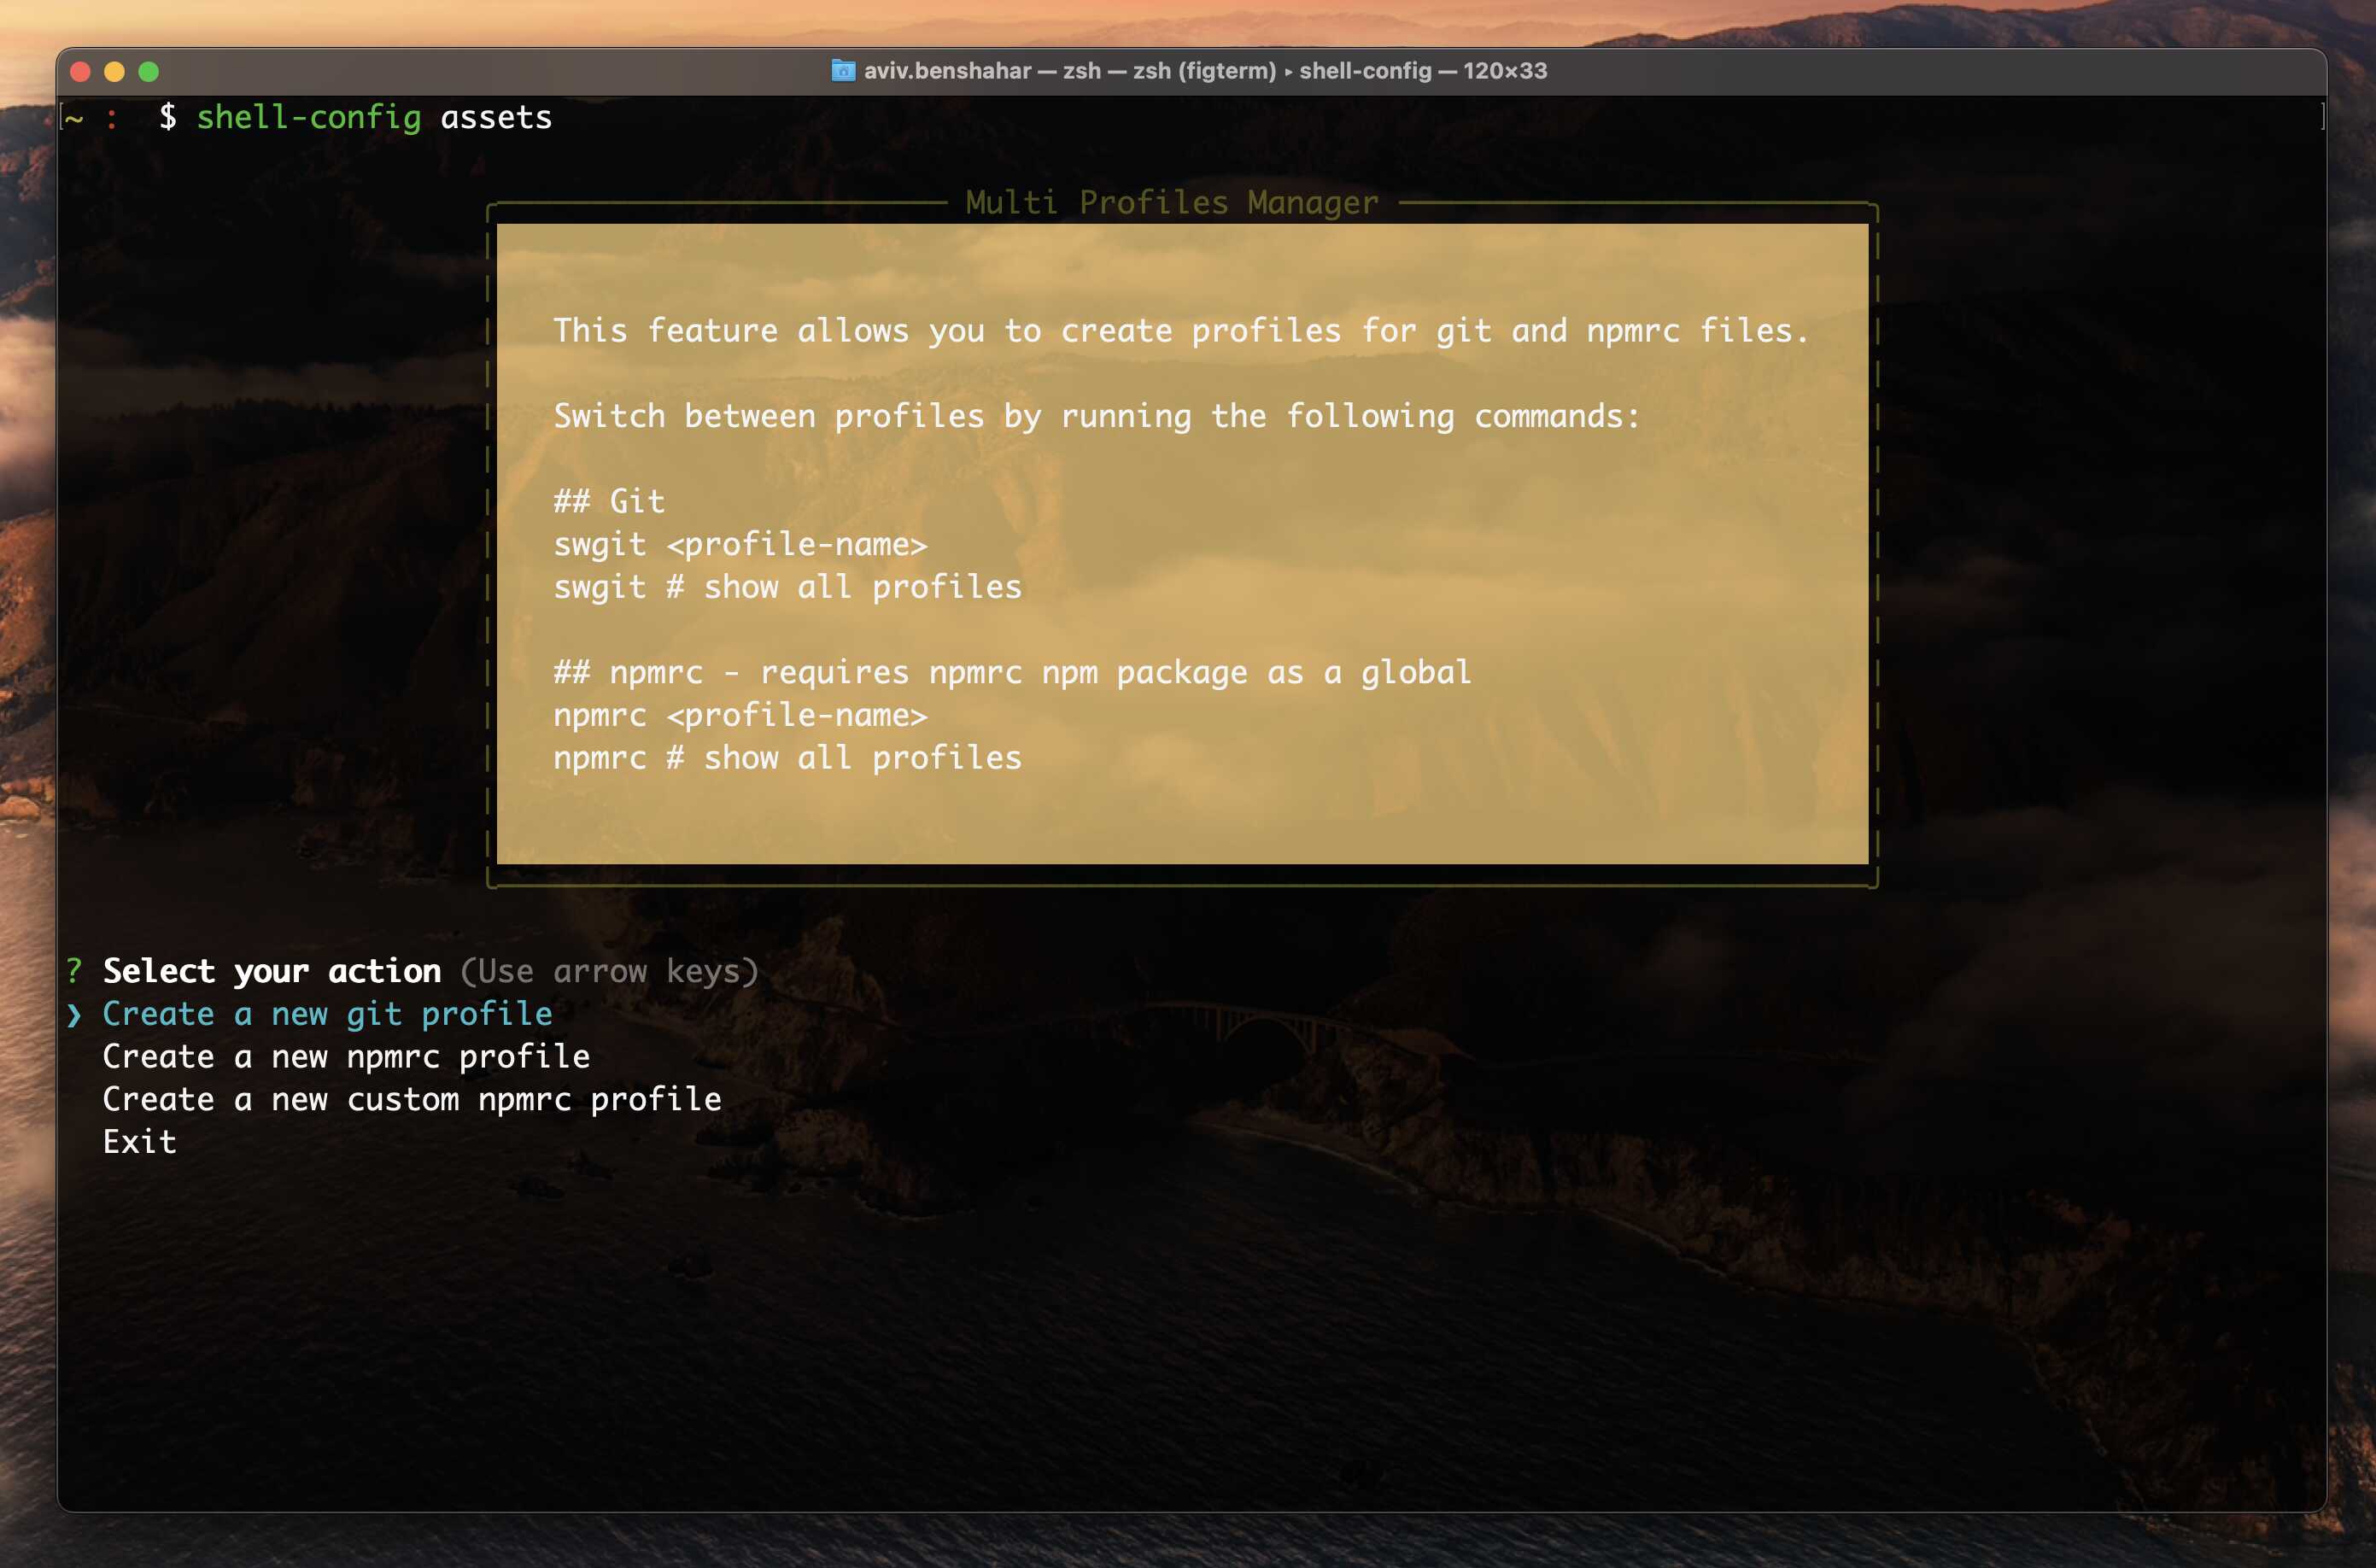 aviv.benshahar — zsh — zsh (figterm) ▸ shell-config — 120×33
[~ :  $ shell-config assets ]
Multi Profiles Manager
This feature allows you to create profiles for git and npmrc files.
Switch between profiles by running the following commands:
## Git
swgit <profile-name>
swgit # show all profiles
## npmrc - requires npmrc npm package as a global
npmrc <profile-name>
npmrc # show all profiles
? Select your action (Use arrow keys)
❯ Create a new git profile
Create a new npmrc profile
Create a new custom npmrc profile
Exit